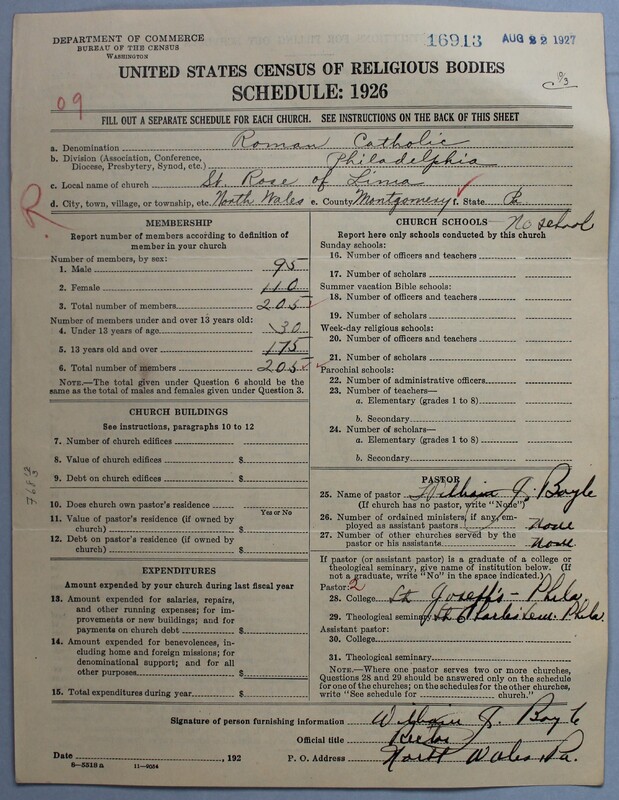 DEPARTMENT OF COMMERCE
BUREAU OF THE CENSUS
WASHINGTON
16913 AUG 22 1927
UNITED STATES CENSUS OF RELIGIOUS BODIES
SCHEDULE: 1926
09
FILL OUT A SEPARATE SCHEDULE FOR EACH CHURCH. SEE INSTRUCTIONS ON THE BACK OF THIS SHEET
a. Denomination Roman Catholic
b. Division (Association, Conference, Diocese, Presbytery, Synod, etc.) Philadelphia
c. Local name of church St. Rose of Lima
d. City, town, village, or township, etc. North Wales e. County Montgomery f. State Pa
R
MEMBERSHIP
Report number of members according to definition of member in your church
Number of members, by sex:
1. Male 95
2. Female 110
3. Total number of members 205
Number of members under and over 13 years old:
4. Under 13 years of age 30
5. 13 years old and over 175
6. Total number of members 205
NOTE.—The total given under Question 6 should be the same as the total of males and females given under Question 3.
CHURCH BUILDINGS
See instructions, paragraphs 10 to 12
7. Number of church edifices
8. Value of church edifices $
9. Debt on church edifices $
10. Does church own pastor's residence
Yes or No
11. Value of pastor's residence (if owned by church) $
12. Debt on pastor's residence (if owned by church) $
EXPENDITURES
Amount expended by your church during last fiscal year
13. Amount expended for salaries, repairs, and other running expenses; for improvements or new buildings; and for payments on church debt $
14. Amount expended for benevolences, including home and foreign missions; for denominational support; and for all other purposes $
15. Total expenditures during year $
CHURCH SCHOOLS — No school
Report here only schools conducted by this church
Sunday schools:
16. Number of officers and teachers
17. Number of scholars
Summer vacation Bible schools:
18. Number of officers and teachers
19. Number of scholars
Week-day religious schools:
20. Number of officers and teachers
21. Number of scholars
Parochial schools:
22. Number of administrative officers
23. Number of teachers—
a. Elementary (grades 1 to 8)
b. Secondary
24. Number of scholars—
a. Elementary (grades 1 to 8)
b. Secondary
PASTOR
25. Name of pastor William J. Boyle
(If church has no pastor, write "None")
26. Number of ordained ministers, if any, employed as assistant pastors None
27. Number of other churches served by the pastor or his assistants None
If pastor (or assistant pastor) is a graduate of a college or theological seminary, give name of institution below. (If not a graduate, write "No" in the space indicated.)
Pastor: 2
28. College St Joseph's - Phila.
29. Theological seminary St Charles Sem. Phila.
Assistant pastor:
30. College
31. Theological seminary
NOTE.—Where one pastor serves two or more churches, Questions 28 and 29 should be answered only on the schedule for one of the churches; on the schedules for the other churches, write "See schedule for church."
Signature of person furnishing information William J. Boyle
Official title Rector
Date , 192 P. O. Address North Wales, Pa.
8—5518 a 11—9034